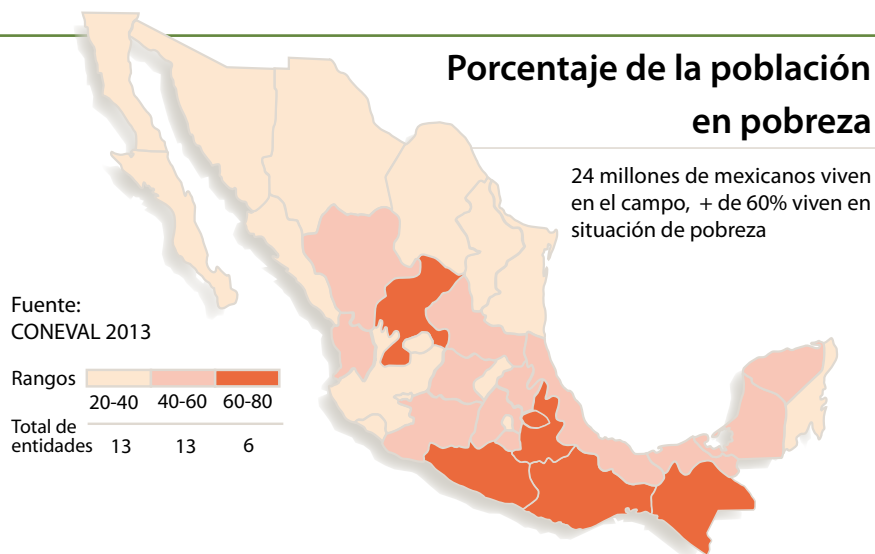 Porcentaje de la población
en pobreza
24 millones de mexicanos viven
en el campo, + de 60% viven en
situación de pobreza
Fuente:
CONEVAL 2013
Rangos
20-40 40-60 60-80
Total de
entidades 13 13 6